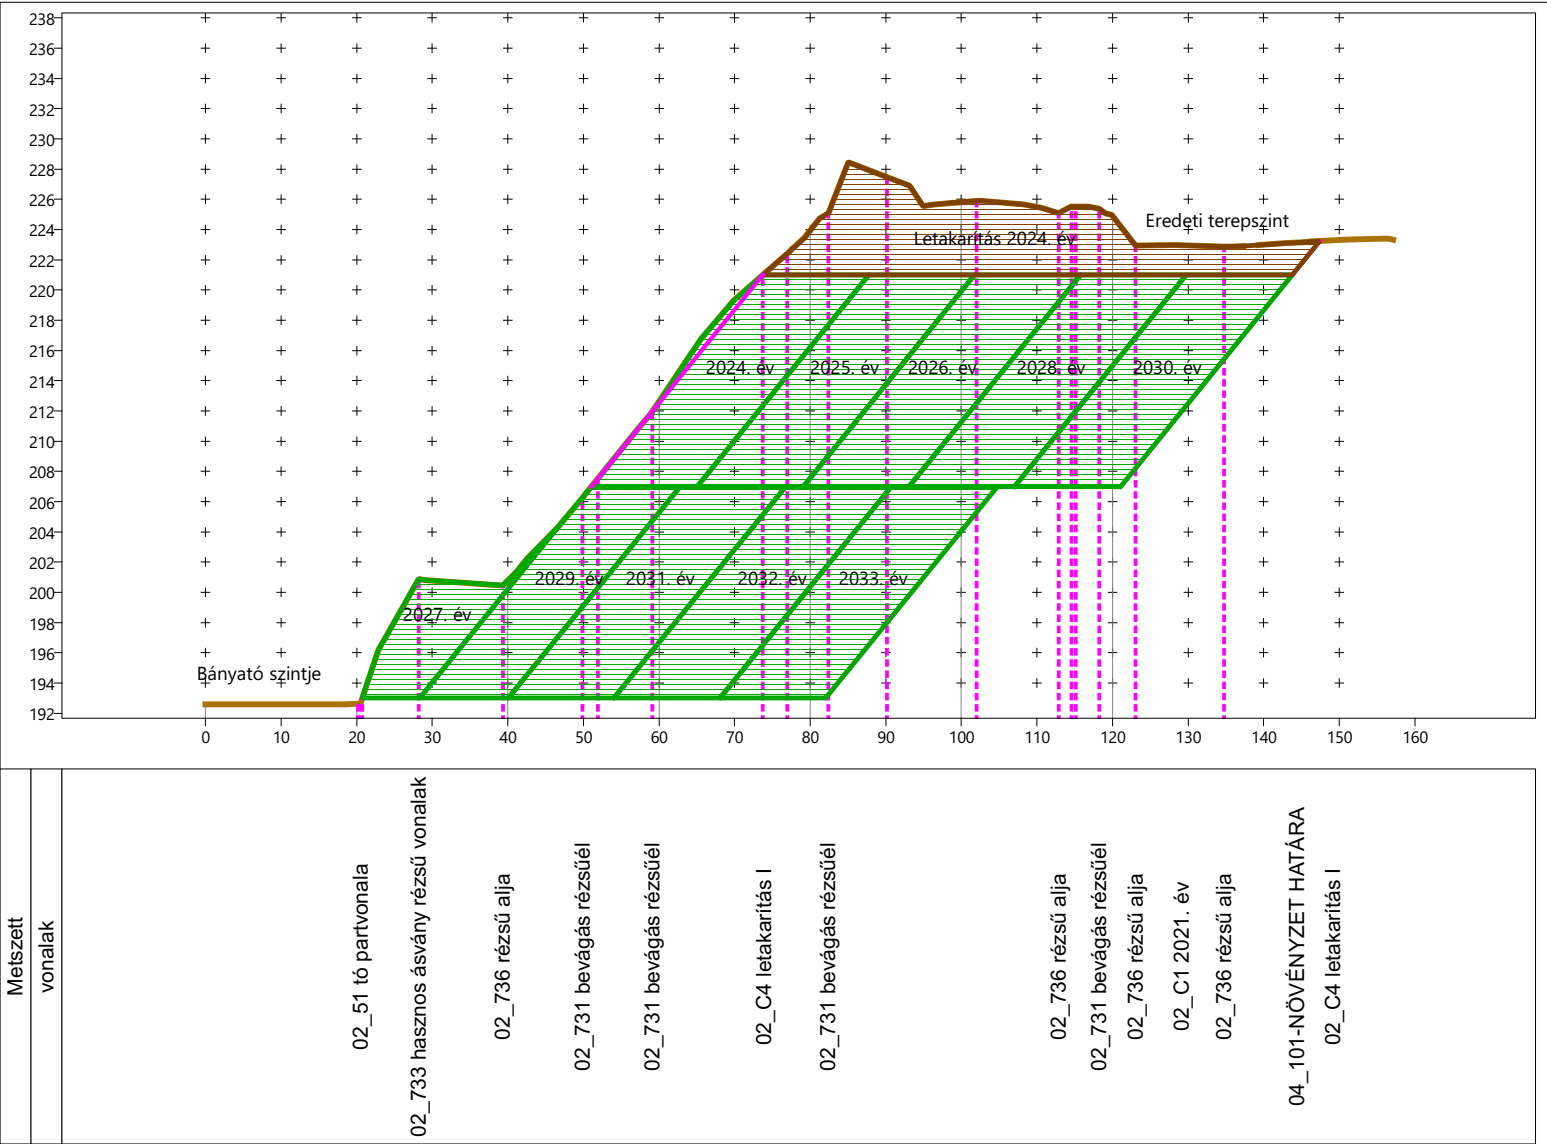 238
236
234
232
230
228
226
224
222
220
218
216
214
212
210
208
206
204
202
200
198
196
194
192
Eredeti terepszint
Letakarítás 2024. év
2024. év
2025. év
2026. év
2028. év
2030. év
2029. év
2031. év
2032. év
2033. év
2027. év
Bányató szintje
0 10 20 30 40 50 60 70 80 90 100 110 120 130 140 150 160
Metszett
vonalak
02_51 tó partvonala
02_733 hasznos ásvány rézsű vonalak
02_736 rézsű alja
02_731 bevágás rézsűél
02_731 bevágás rézsűél
02_C4 letakarítás I
02_731 bevágás rézsűél
02_736 rézsű alja
02_731 bevágás rézsűél
02_736 rézsű alja
02_C1 2021. év
02_736 rézsű alja
04_101-NÖVÉNYZET HATÁRA
02_C4 letakarítás I